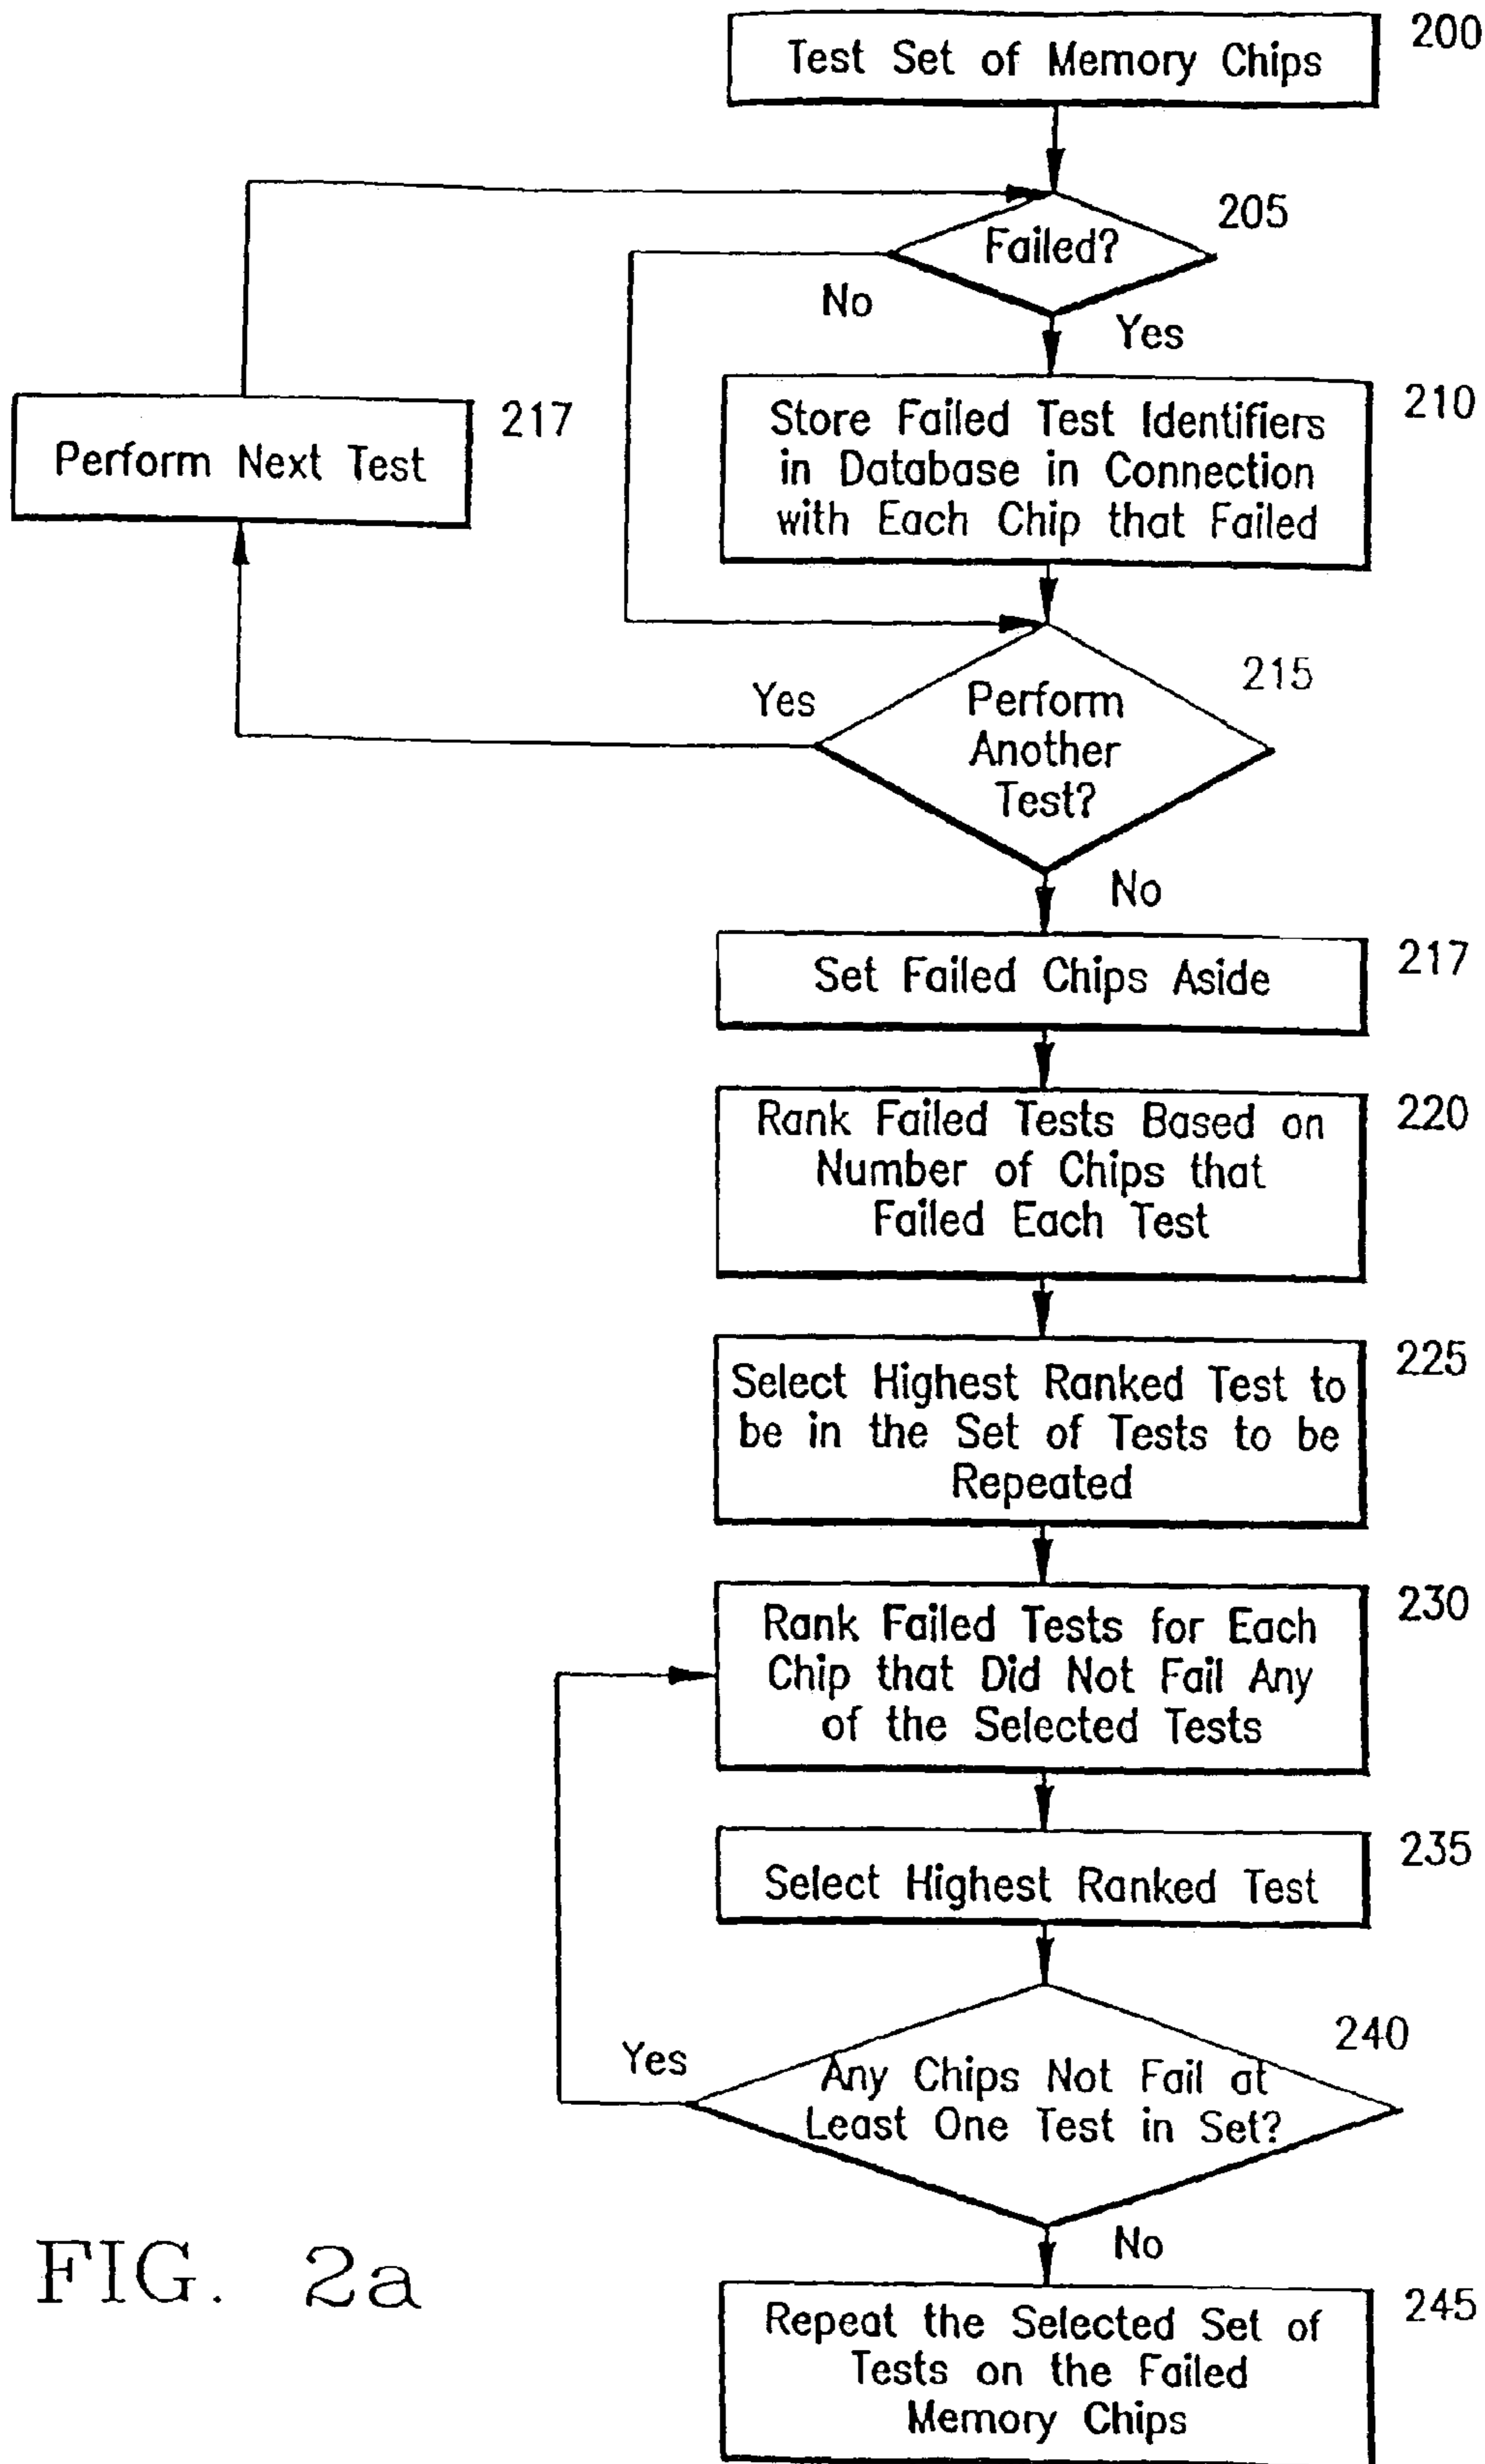 Test Set of Memory Chips
200
Failed?
205
No
Yes
Store Failed Test Identifiers
in Database in Connection
with Each Chip that Failed
210
Perform Next Test
217
Perform
Another
Test?
215
Yes
No
Set Failed Chips Aside
217
Rank Failed Tests Based on
Number of Chips that
Failed Each Test
220
Select Highest Ranked Test to
be in the Set of Tests to be
Repeated
225
Rank Failed Tests for Each
Chip that Did Not Fail Any
of the Selected Tests
230
Select Highest Ranked Test
235
Any Chips Not Fail at
Least One Test in Set?
240
Yes
No
Repeat the Selected Set of
Tests on the Failed
Memory Chips
245
FIG. 2a